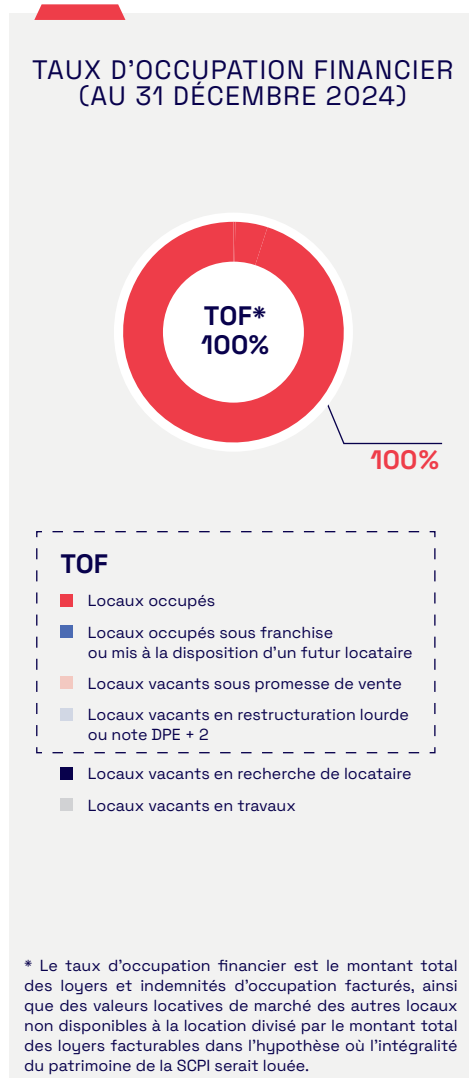 TAUX D'OCCUPATION FINANCIER
(AU 31 DÉCEMBRE 2024)
TOF*
100%
100%
TOF
Locaux occupés
Locaux occupés sous franchise
ou mis à la disposition d'un futur locataire
Locaux vacants sous promesse de vente
Locaux vacants en restructuration lourde
ou note DPE + 2
Locaux vacants en recherche de locataire
Locaux vacants en travaux
* Le taux d'occupation financier est le montant total
des loyers et indemnités d'occupation facturés, ainsi
que des valeurs locatives de marché des autres locaux
non disponibles à la location divisé par le montant total
des loyers facturables dans l'hypothèse où l'intégralité
du patrimoine de la SCPI serait louée.